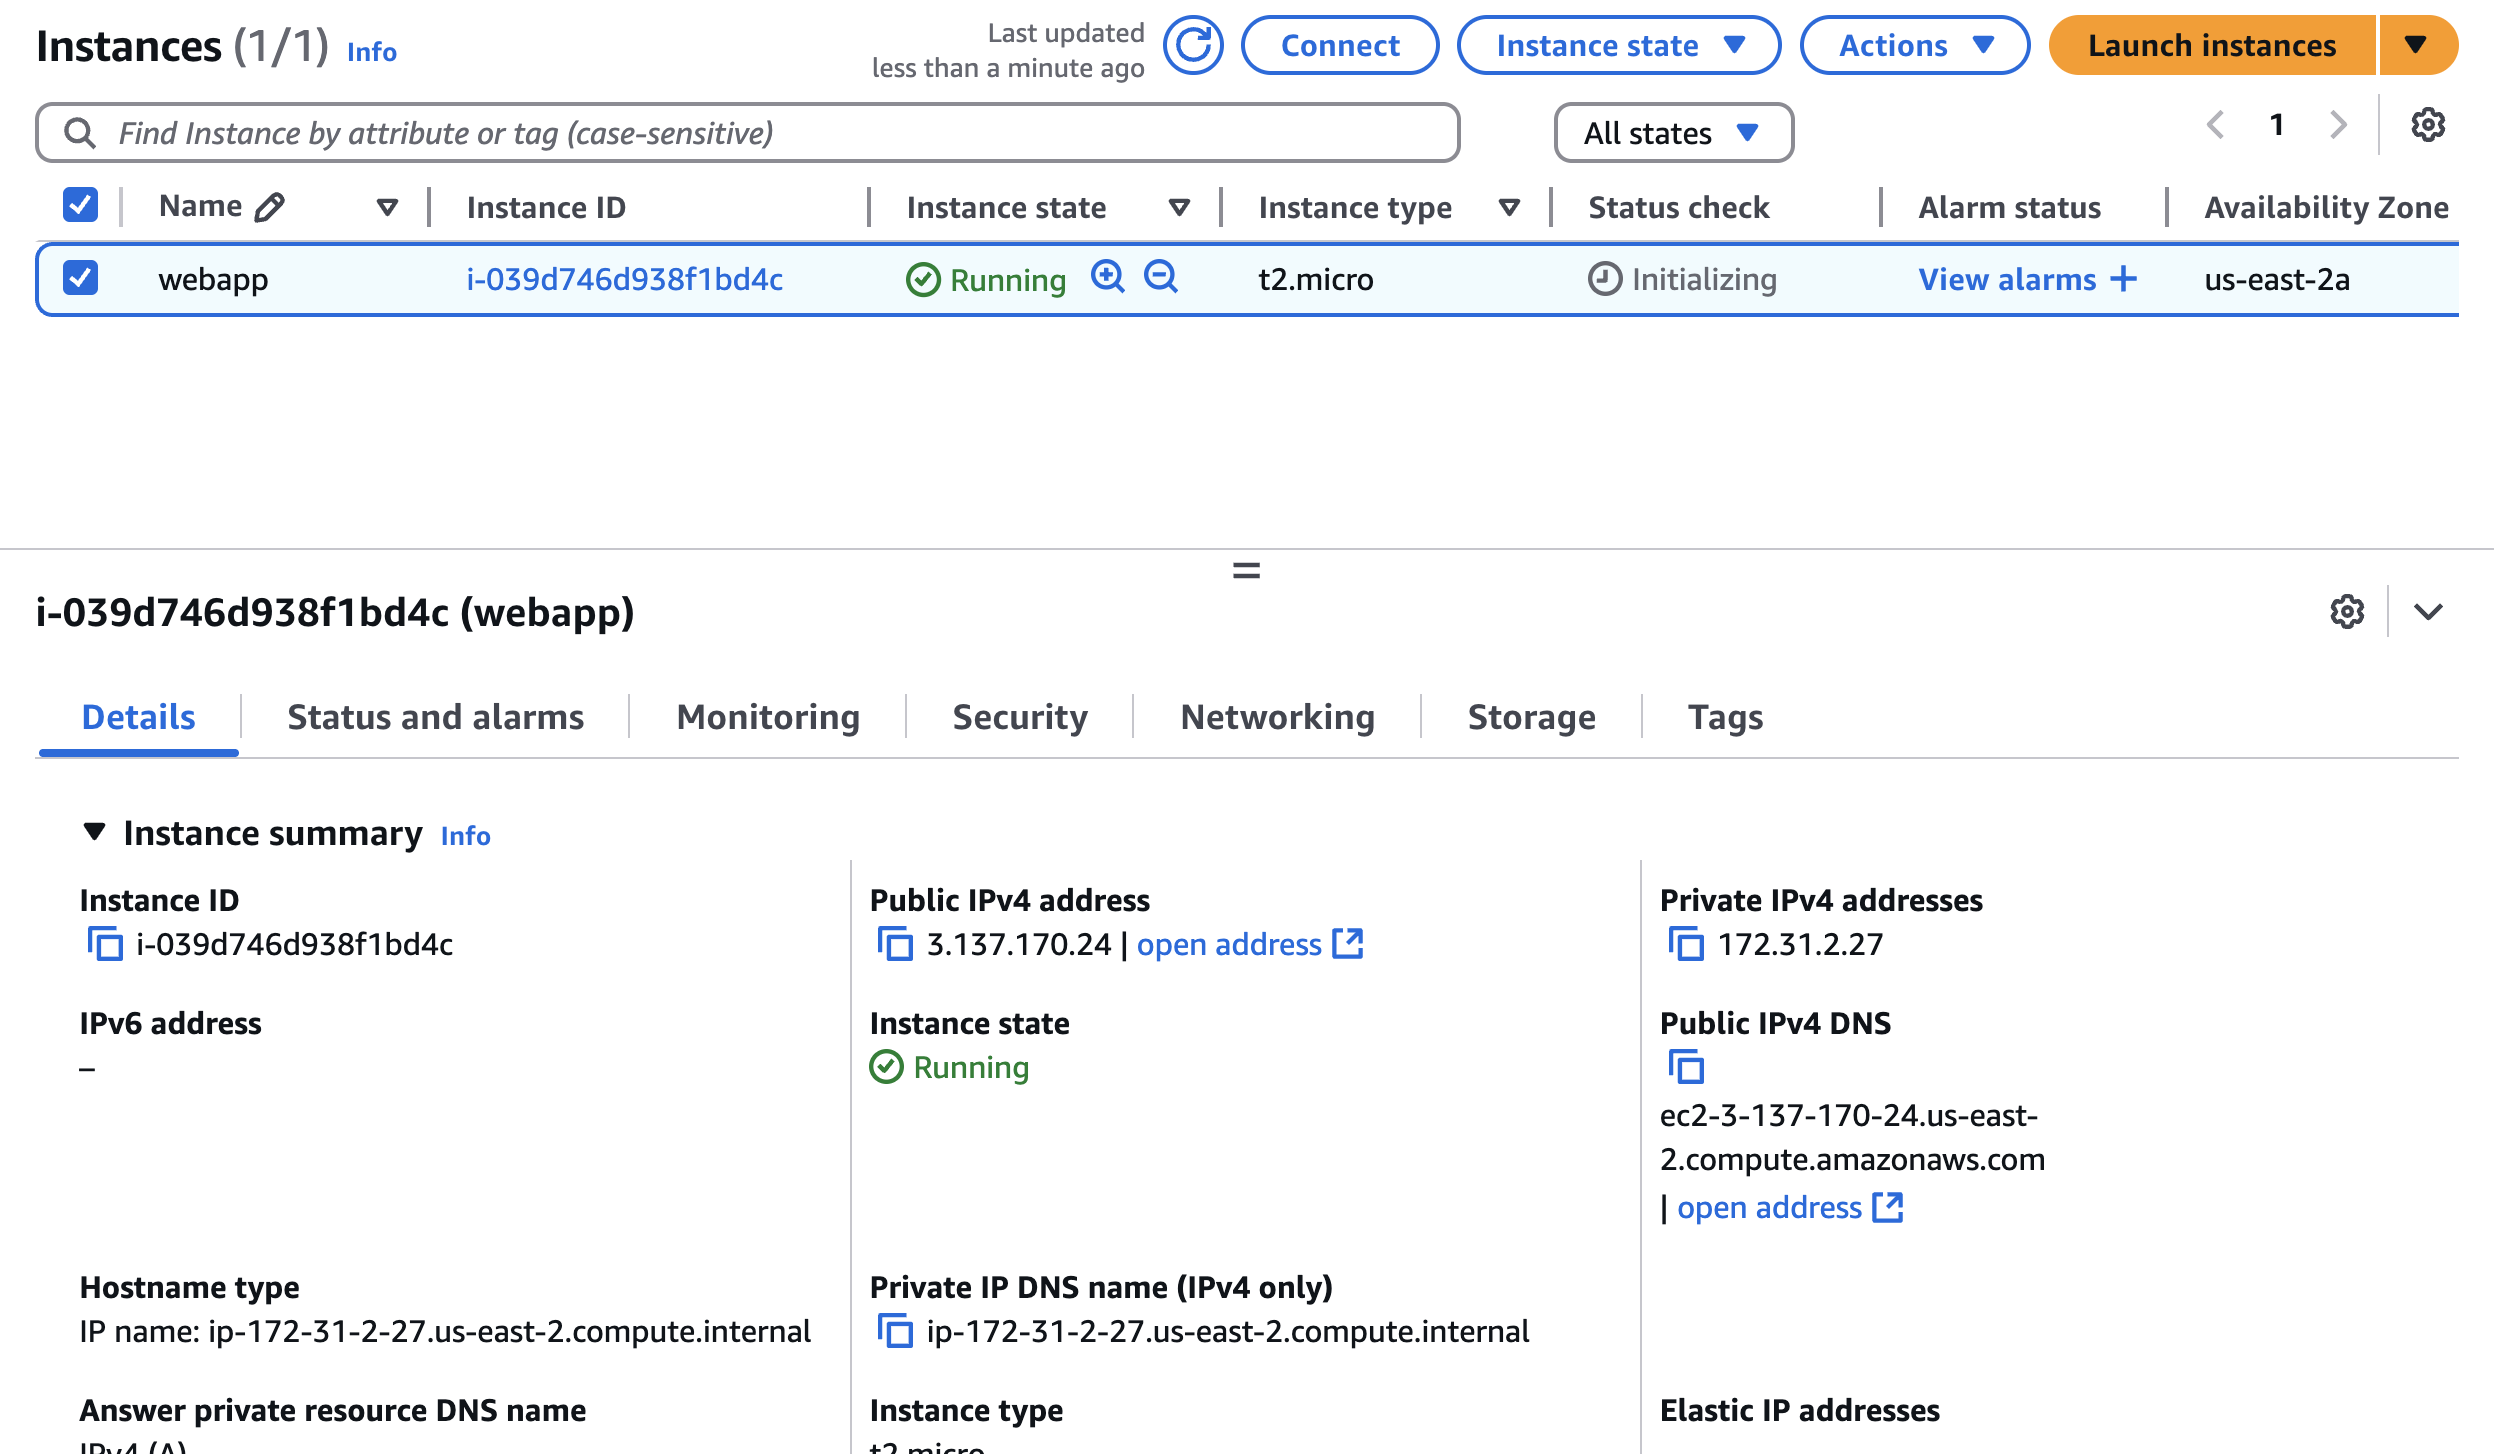 Instances (1/1) Info
Last updated
less than a minute ago
Connect
Instance state
Actions
Launch instances
Find Instance by attribute or tag (case-sensitive)
All states
1
Name Instance ID Instance state Instance type Status check Alarm status Availability Zone
webapp i-039d746d938f1bd4c Running t2.micro Initializing View alarms + us-east-2a
i-039d746d938f1bd4c (webapp)
Details Status and alarms Monitoring Security Networking Storage Tags
Instance summary Info
Instance ID
i-039d746d938f1bd4c
Public IPv4 address
3.137.170.24 | open address
Private IPv4 addresses
172.31.2.27
IPv6 address
–
Instance state
Running
Public IPv4 DNS
ec2-3-137-170-24.us-east-
2.compute.amazonaws.com
| open address
Hostname type
IP name: ip-172-31-2-27.us-east-2.compute.internal
Private IP DNS name (IPv4 only)
ip-172-31-2-27.us-east-2.compute.internal
Answer private resource DNS name
IPv4 (A)
Instance type
t2.micro
Elastic IP addresses